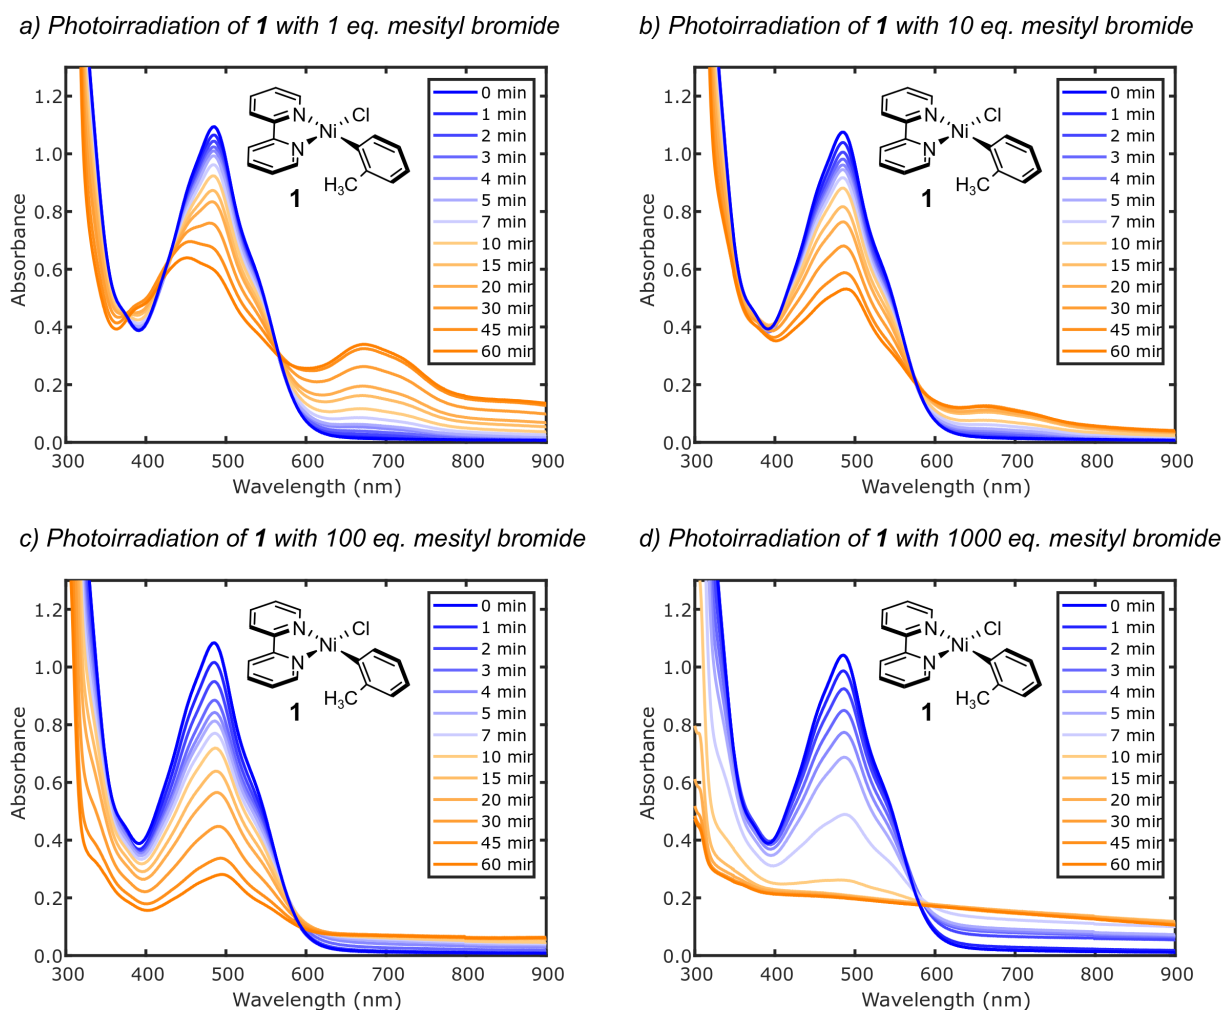 a) Photoirradiation of 1 with 1 eq. mesityl bromide
1.2
1.0
0.8
0.6
0.4
0.2
0.0
300 400 500 600 700 800 900
Absorbance
Wavelength (nm)
N
N
Ni
Cl
H3C
1
0 min
1 min
2 min
3 min
4 min
5 min
7 min
10 min
15 min
20 min
30 min
45 min
60 min
b) Photoirradiation of 1 with 10 eq. mesityl bromide
1.2
1.0
0.8
0.6
0.4
0.2
0.0
300 400 500 600 700 800 900
Absorbance
Wavelength (nm)
N
N
Ni
Cl
H3C
1
0 min
1 min
2 min
3 min
4 min
5 min
7 min
10 min
15 min
20 min
30 min
45 min
60 min
c) Photoirradiation of 1 with 100 eq. mesityl bromide
1.2
1.0
0.8
0.6
0.4
0.2
0.0
300 400 500 600 700 800 900
Absorbance
Wavelength (nm)
N
N
Ni
Cl
H3C
1
0 min
1 min
2 min
3 min
4 min
5 min
7 min
10 min
15 min
20 min
30 min
45 min
60 min
d) Photoirradiation of 1 with 1000 eq. mesityl bromide
1.2
1.0
0.8
0.6
0.4
0.2
0.0
300 400 500 600 700 800 900
Absorbance
Wavelength (nm)
N
N
Ni
Cl
H3C
1
0 min
1 min
2 min
3 min
4 min
5 min
7 min
10 min
15 min
20 min
30 min
45 min
60 min